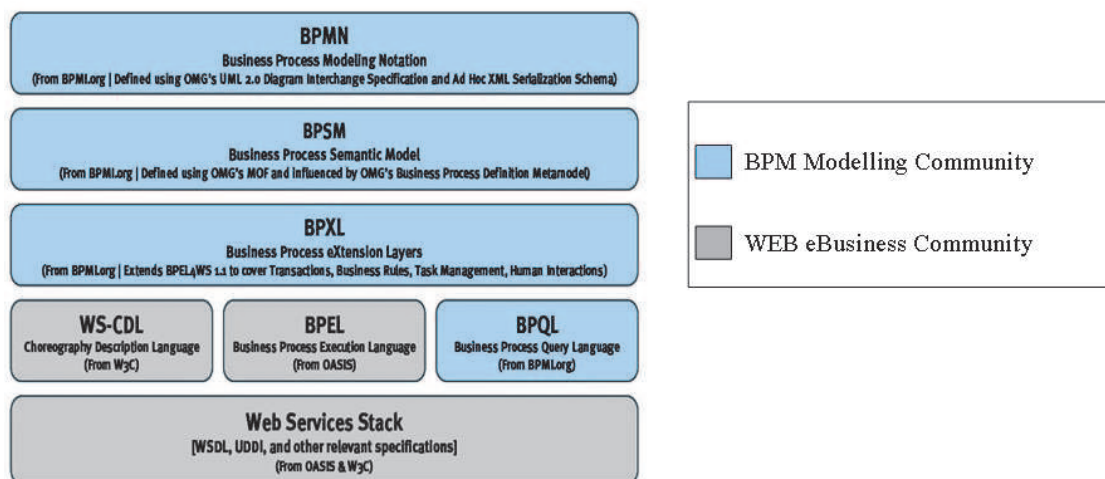 BPMN
Business Process Modeling Notation
(From BPMI.org | Defined using OMG's UML 2.0 Diagram Interchange Specification and Ad Hoc XML Serialization Schema)
BPSM
Business Process Semantic Model
(From BPMI.org | Defined using OMG's MOF and Influenced by OMG's Business Process Definition Metamodel)
BPXL
Business Process eXtension Layers
(From BPMI.org | Extends BPEL4WS 1.1 to cover Transactions, Business Rules, Task Management, Human Interactions)
WS-CDL
Choreography Description Language
(From W3C)
BPEL
Business Process Execution Language
(From OASIS)
BPQL
Business Process Query Language
(From BPMI.org)
Web Services Stack
[WSDL, UDDI, and other relevant specifications]
(From OASIS & W3C)
BPM Modelling Community
WEB eBusiness Community